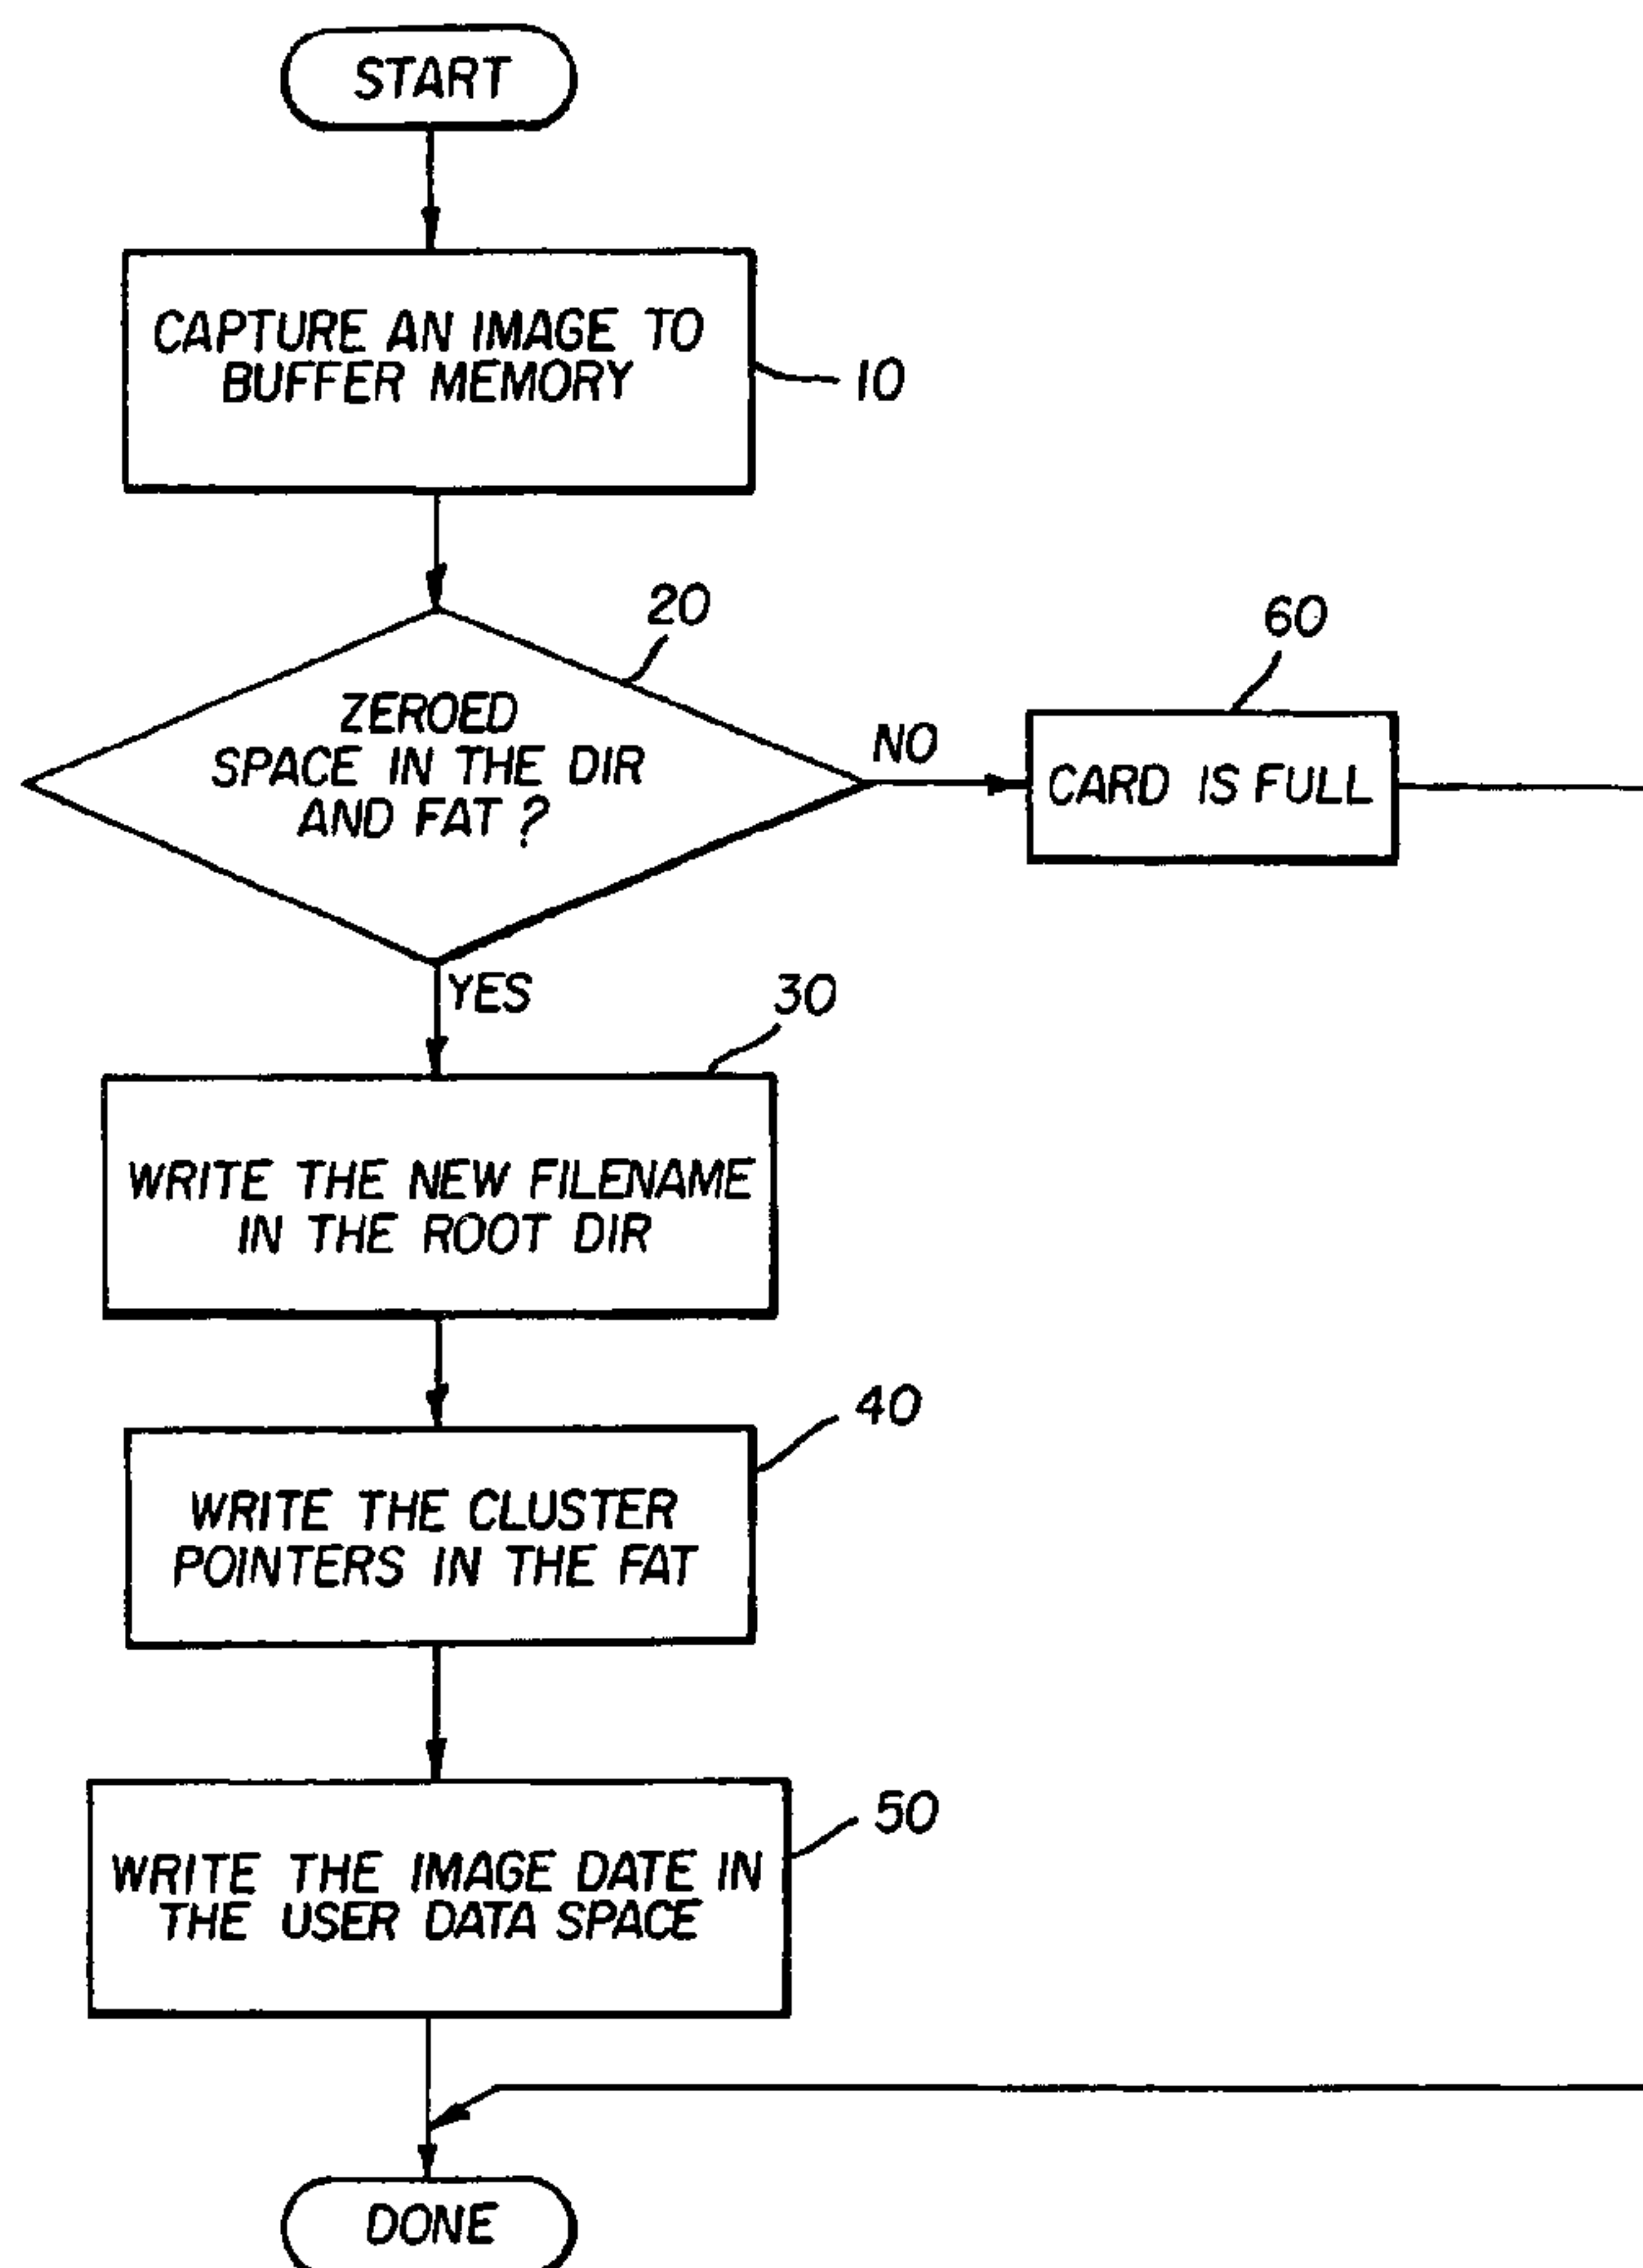 START
CAPTURE AN IMAGE TO
BUFFER MEMORY
10
20
ZEROED
SPACE IN THE DIR
AND FAT ?
NO
60
CARD IS FULL
YES
30
WRITE THE NEW FILENAME
IN THE ROOT DIR
40
WRITE THE CLUSTER
POINTERS IN THE FAT
50
WRITE THE IMAGE DATE IN
THE USER DATA SPACE
DONE